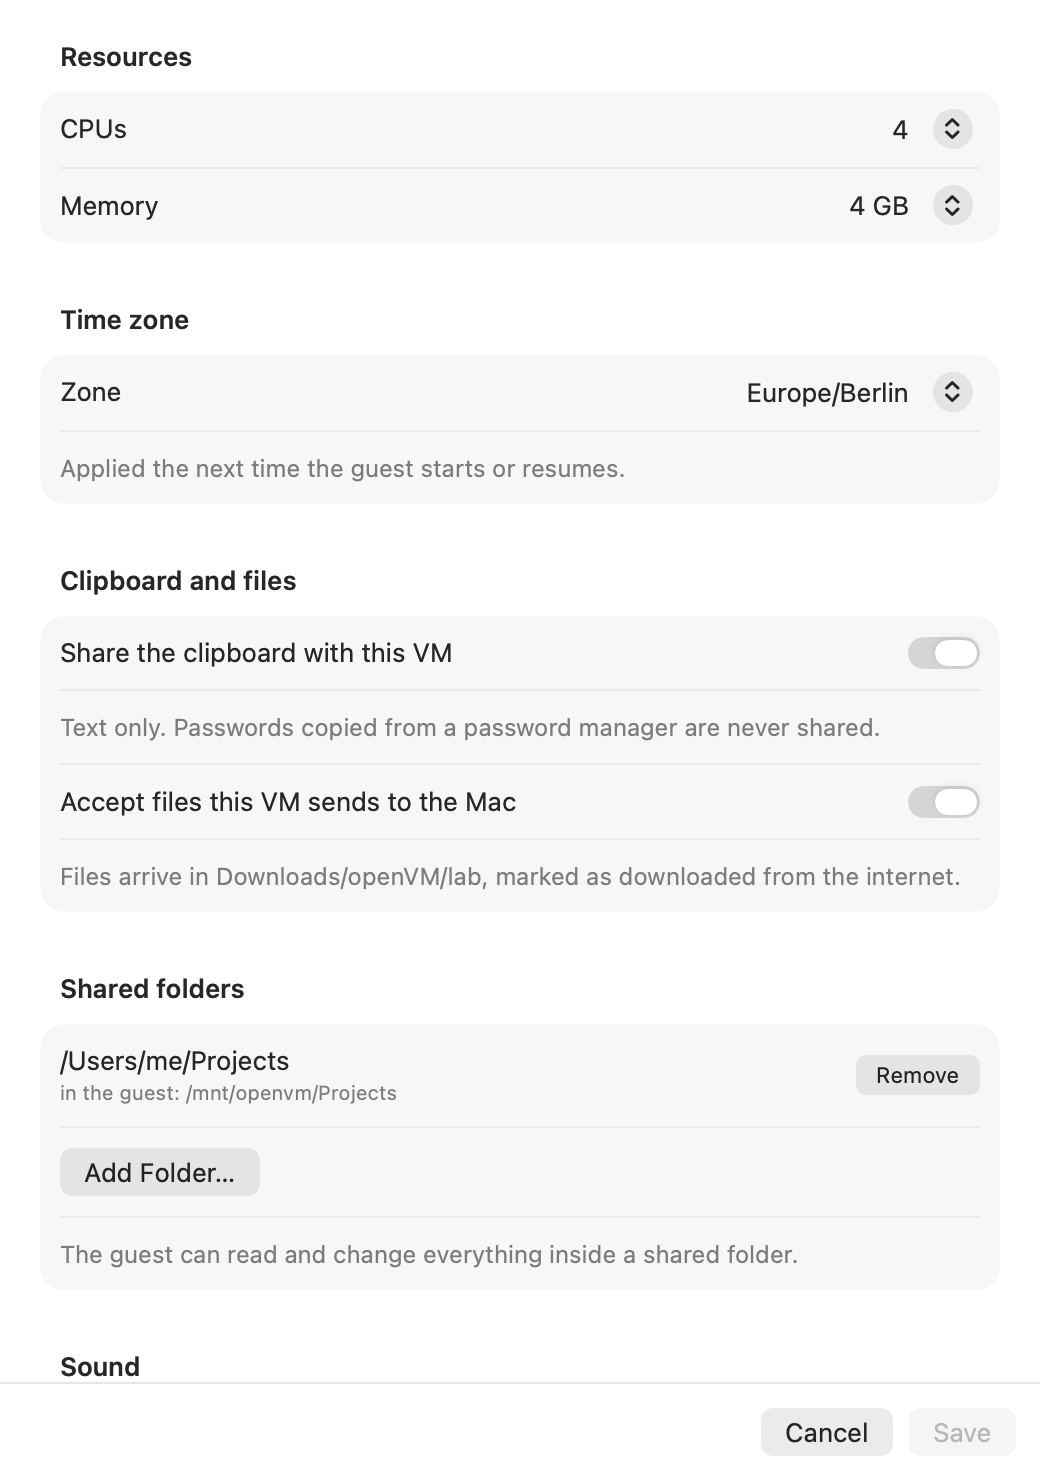 Resources
CPUs 4
Memory 4 GB
Time zone
Zone Europe/Berlin
Applied the next time the guest starts or resumes.
Clipboard and files
Share the clipboard with this VM
Text only. Passwords copied from a password manager are never shared.
Accept files this VM sends to the Mac
Files arrive in Downloads/openVM/lab, marked as downloaded from the internet.
Shared folders
/Users/me/Projects
in the guest: /mnt/openvm/Projects
Remove
Add Folder...
The guest can read and change everything inside a shared folder.
Sound
Cancel Save